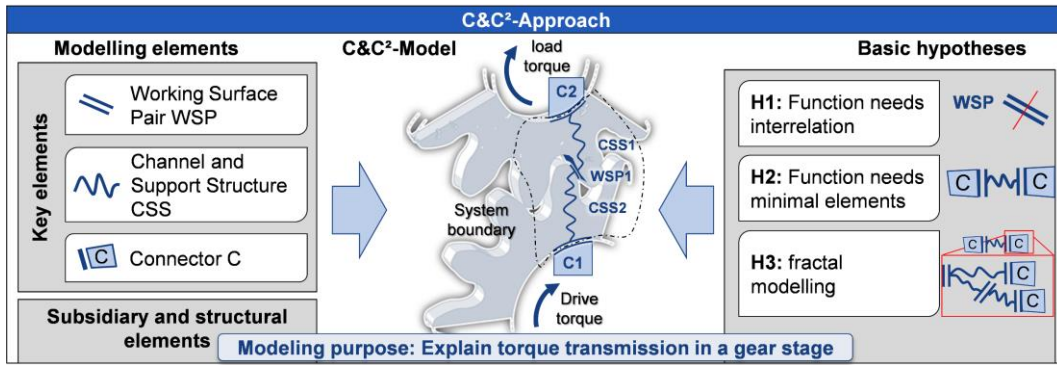 C&C²-Approach
Modelling elements
Key elements
Working Surface
Pair WSP
Channel and
Support Structure
CSS
C
Connector C
Subsidiary and structural
elements
C&C²-Model
load
torque
C2
CSS1
WSP1
CSS2
System
boundary
C1
Drive
torque
Basic hypotheses
H1: Function needs
interrelation
WSP
H2: Function needs
minimal elements
C C
H3: fractal
modelling
C C
C
C
Modeling purpose: Explain torque transmission in a gear stage